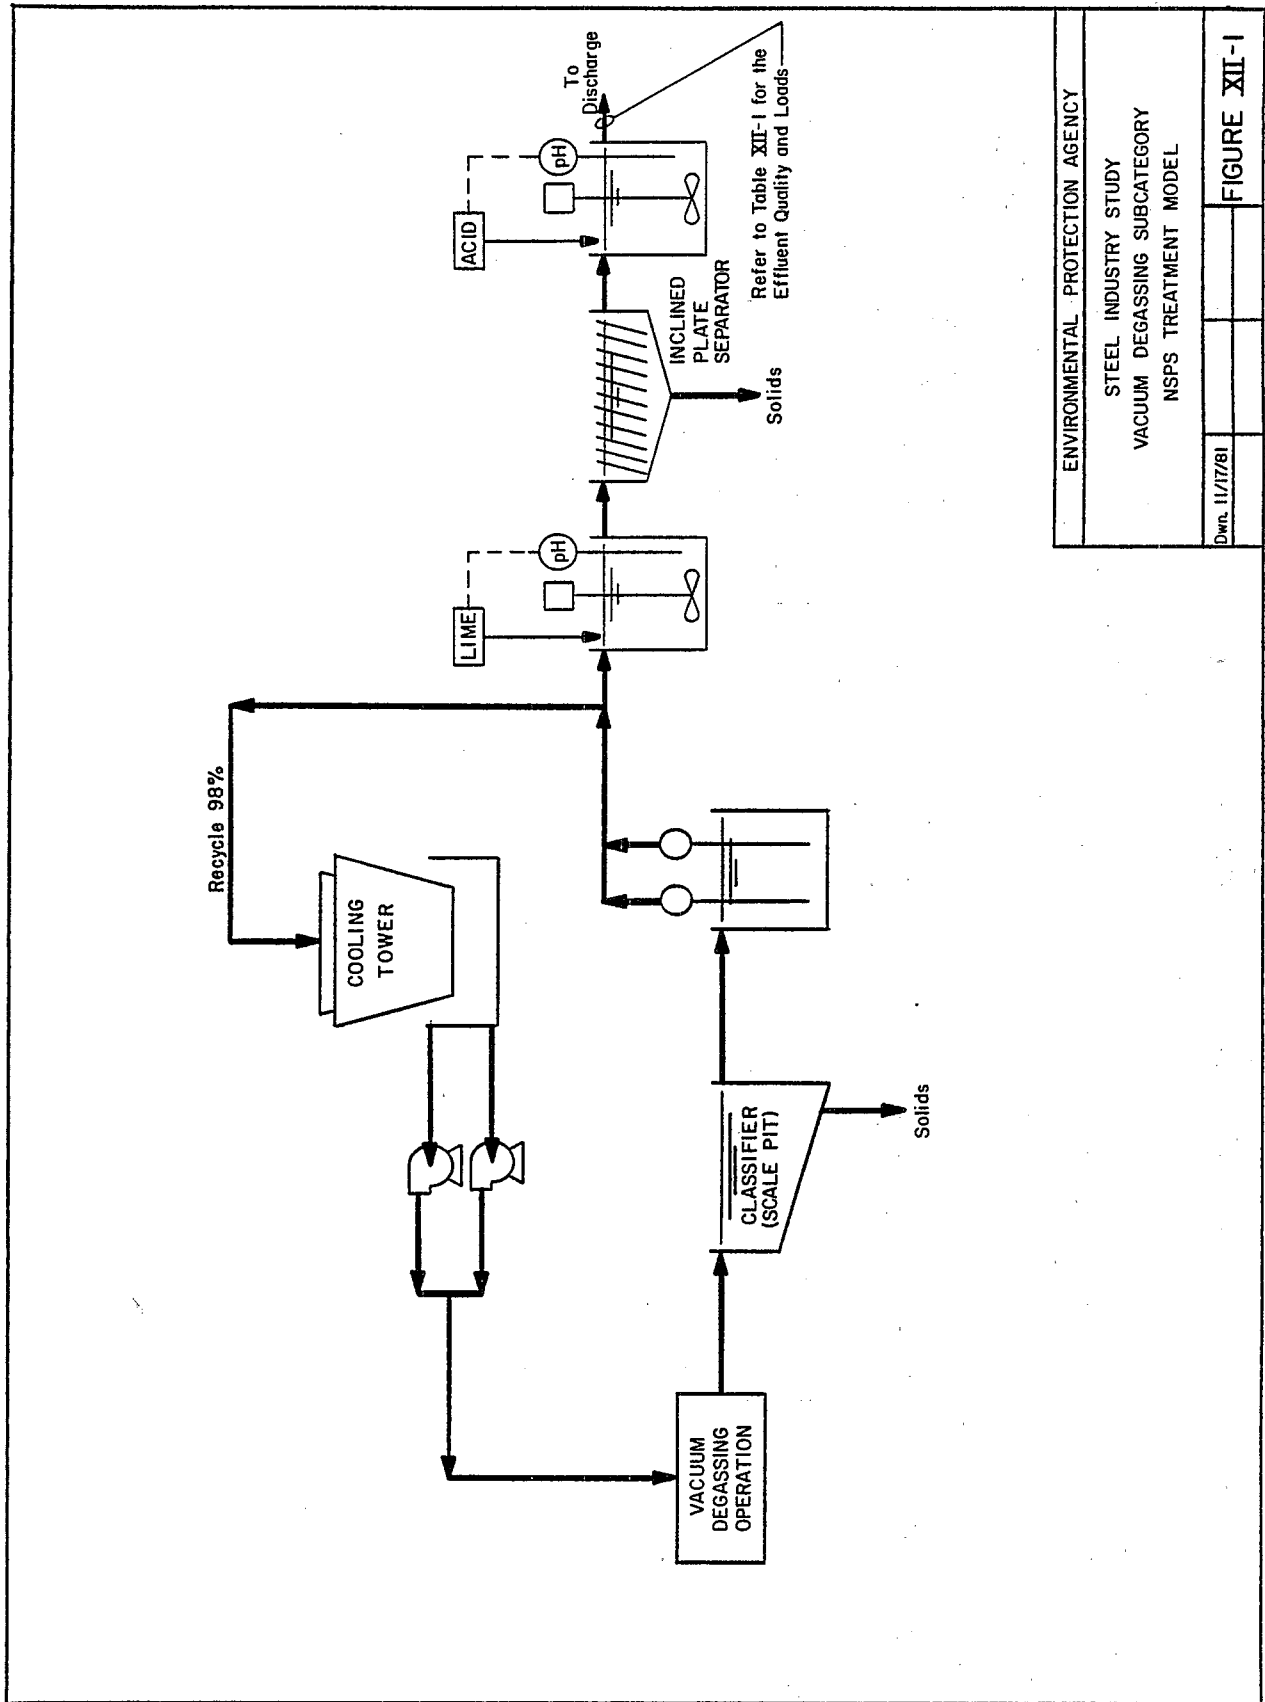 Recycle 98%
COOLING
TOWER
LIME
pH
ACID
pH
To
Discharge
Refer to Table XII-I for the
Effluent Quality and Loads
INCLINED
PLATE
SEPARATOR
Solids
VACUUM
DEGASSING
OPERATION
CLASSIFIER
(SCALE PIT)
Solids
ENVIRONMENTAL PROTECTION AGENCY
STEEL INDUSTRY STUDY
VACUUM DEGASSING SUBCATEGORY
NSPS TREATMENT MODEL
Dwn. 11/17/81
FIGURE XII-I